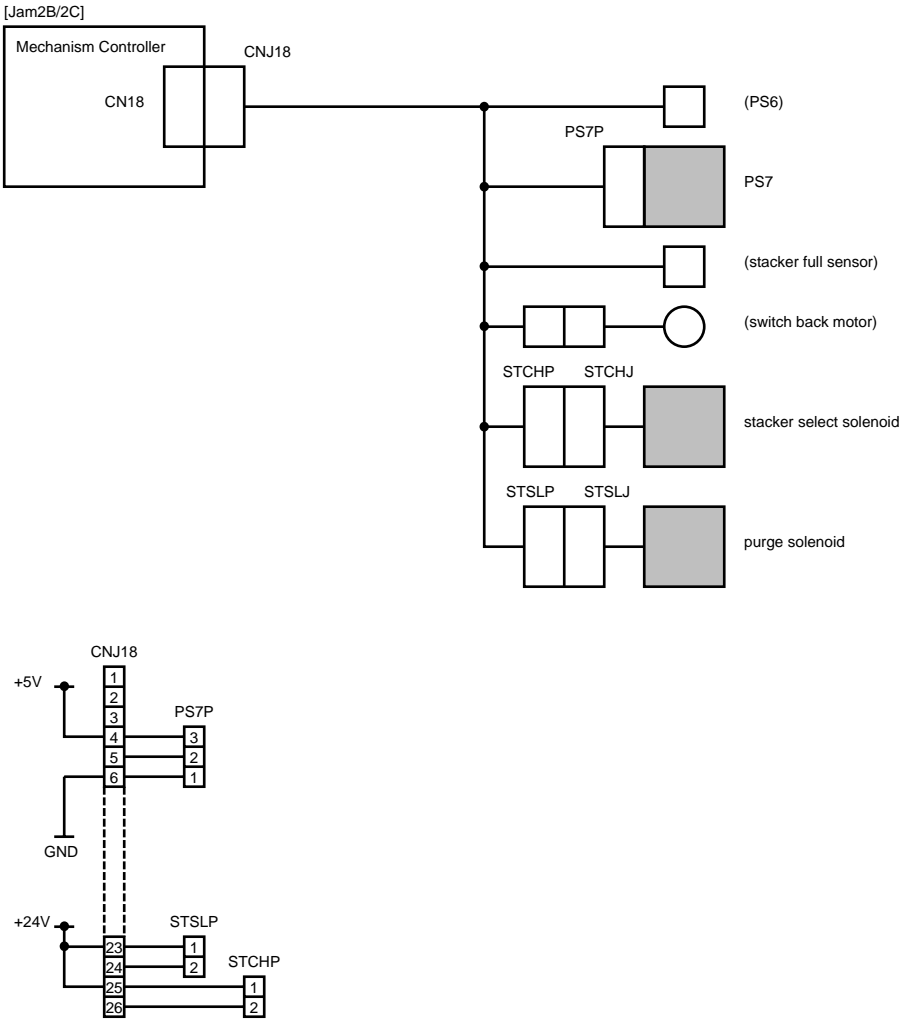 [Jam2B/2C]
Mechanism Controller
CNJ18
CN18
(PS6)
PS7P
PS7
(stacker full sensor)
(switch back motor)
STCHP STCHJ
stacker select solenoid
STSLP STSLJ
purge solenoid
CNJ18
+5V
1
2
3
PS7P
4 3
5 2
6 1
GND
+24V
STSLP
23 1
24 2
STCHP
25 1
26 2